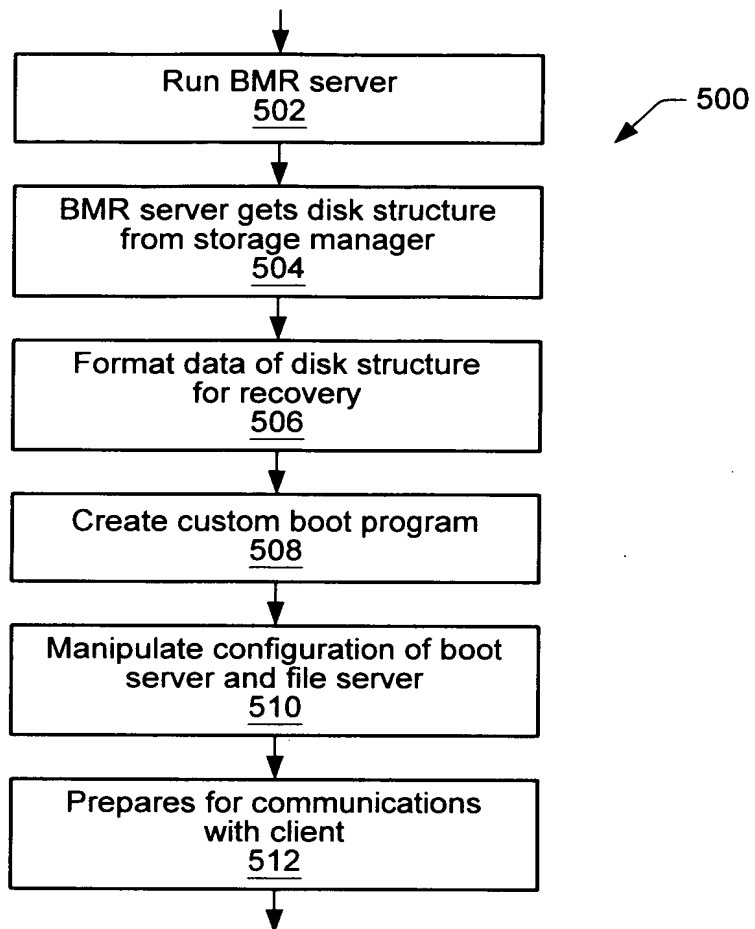 Run BMR server
502
500
BMR server gets disk structure
from storage manager
504
Format data of disk structure
for recovery
506
Create custom boot program
508
Manipulate configuration of boot
server and file server
510
Prepares for communications
with client
512